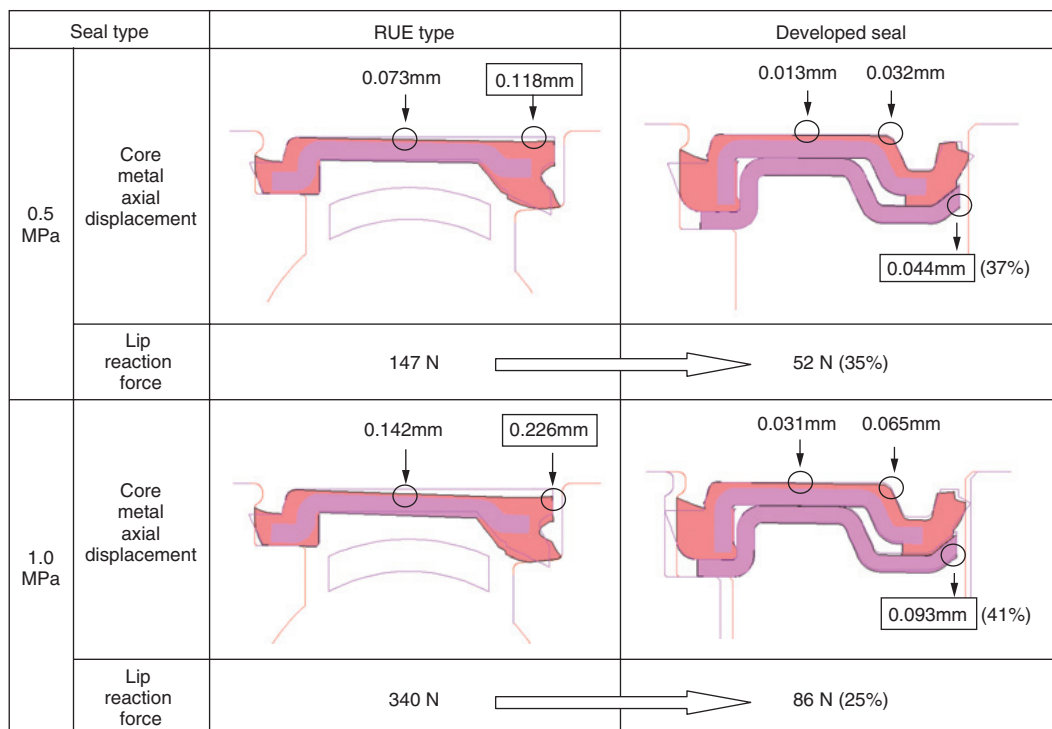 Seal type
RUE type
Developed seal
0.5
MPa
Core
metal
axial
displacement
0.073mm
0.118mm
0.013mm
0.032mm
0.044mm (37%)
Lip
reaction
force
147 N
52 N (35%)
1.0
MPa
Core
metal
axial
displacement
0.142mm
0.226mm
0.031mm
0.065mm
0.093mm (41%)
Lip
reaction
force
340 N
86 N (25%)